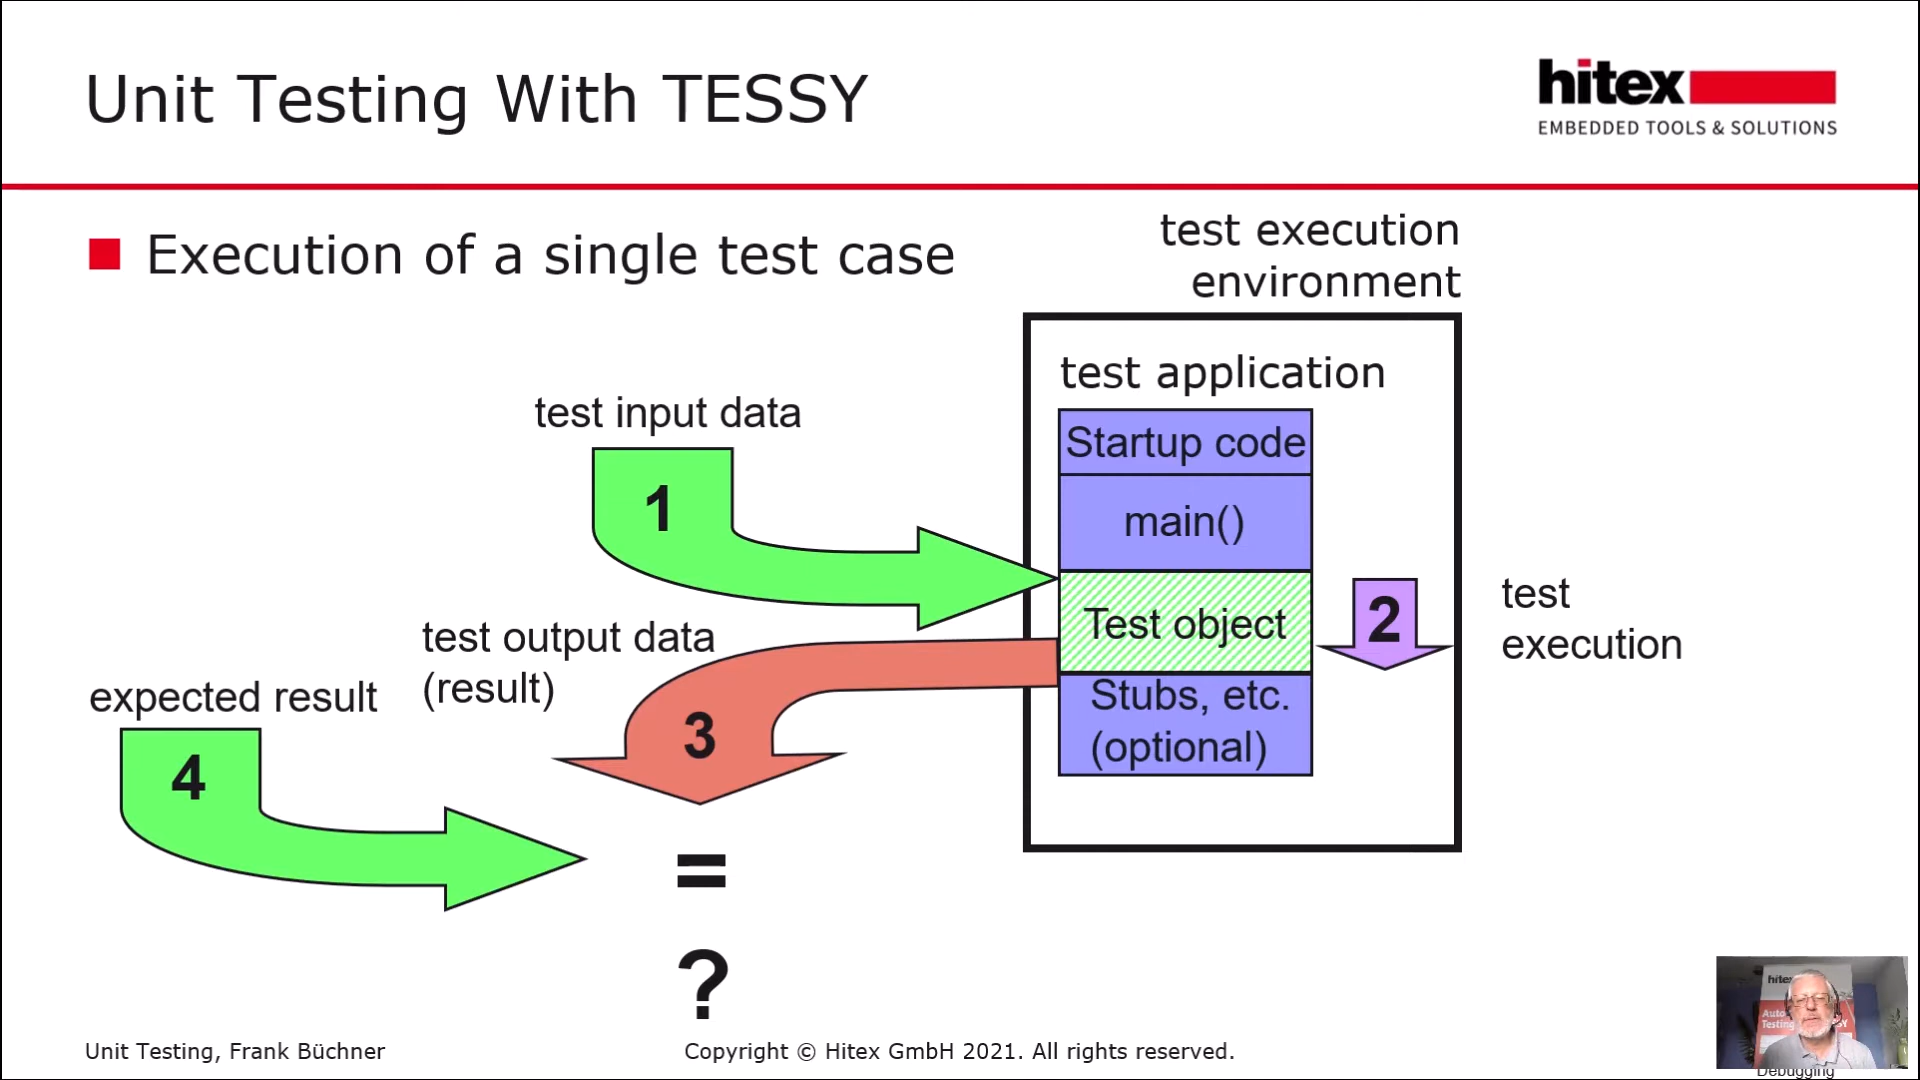 Unit Testing With TESSY
hitex
EMBEDDED TOOLS & SOLUTIONS
Execution of a single test case
test execution
environment
test application
test input data
Startup code
1
main()
Test object
2
test
execution
test output data
(result)
expected result
Stubs, etc.
(optional)
3
4
=
?
Unit Testing, Frank Büchner
Copyright © Hitex GmbH 2021. All rights reserved.
Debugging